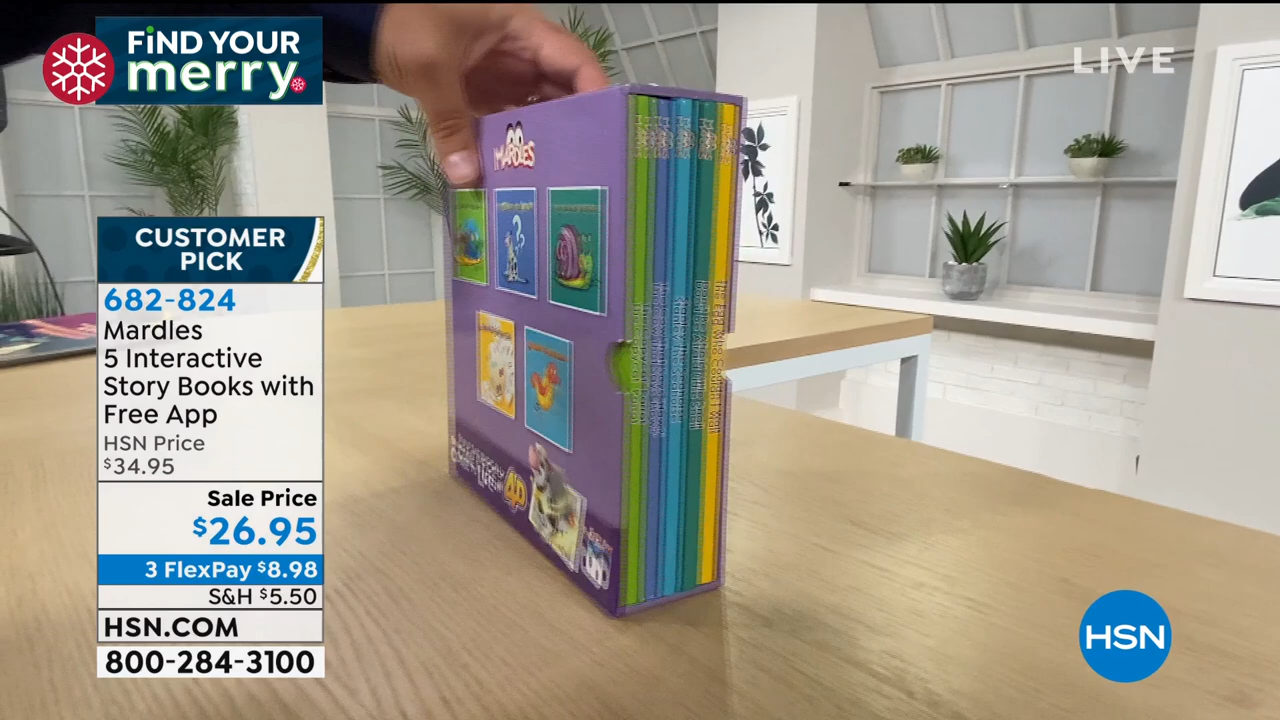 FiND YOUR
merry.
LIVE
CUSTOMER
PICK
682-824
Mardles
5 Interactive
Story Books with
Free App
HSN Price
$34.95
Sale Price
$26.95
3 FlexPay $8.98
S&H $5.50
HSN.COM
800-284-3100
HSN
MARDLES
4D